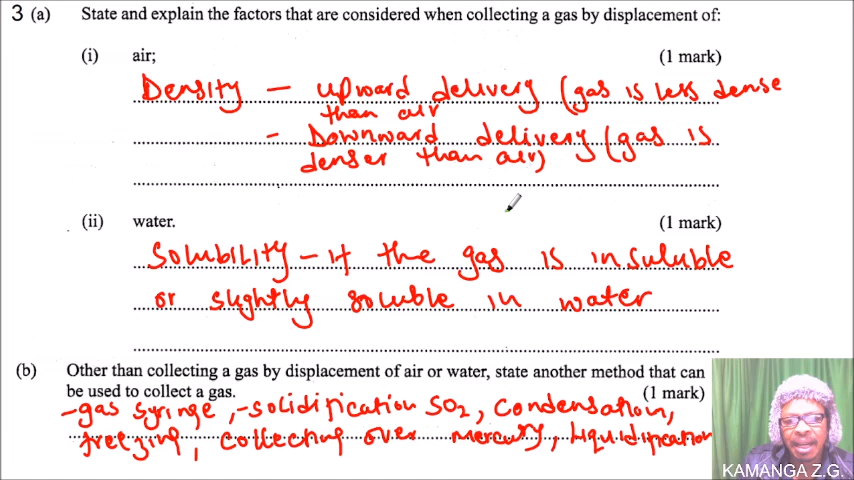 3 (a) State and explain the factors that are considered when collecting a gas by displacement of:
(i) air; (1 mark)
Density - upward delivery (gas is less dense
than air
- Downward delivery (gas is
denser than air)
(ii) water. (1 mark)
Solubility - if the gas is insuluble
or slightly soluble in water
(b) Other than collecting a gas by displacement of air or water, state another method that can
be used to collect a gas. (1 mark)
- gas syringe, - solidification SO2, condensation,
freezing, collecting over mercury, liquidification
KAMANGA Z.G.